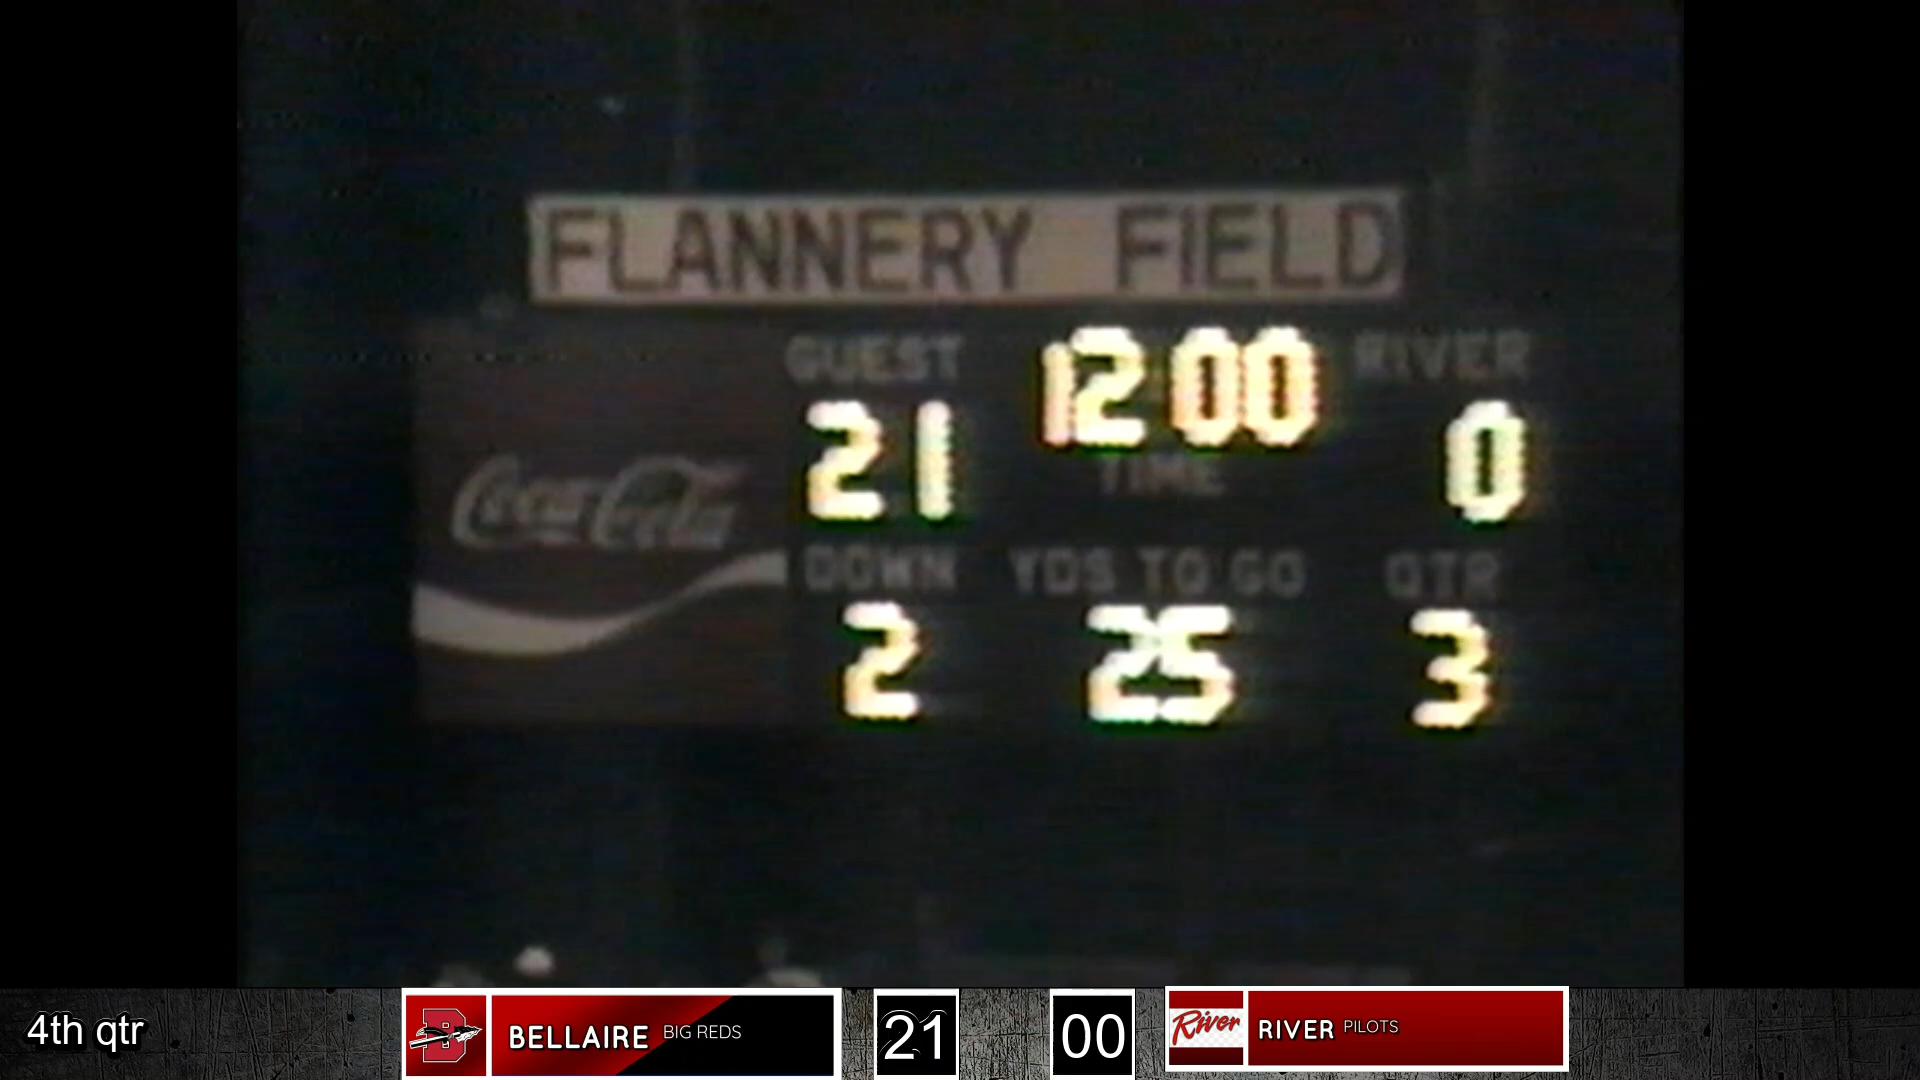 FLANNERY FIELD
GUEST 12 00 RIVER
21 TIME 0
Coca-Cola
DOWN YDS TO GO QTR
2 25 3
4th qtr
B
BELLAIRE BIG REDS
21
00
River
RIVER PILOTS